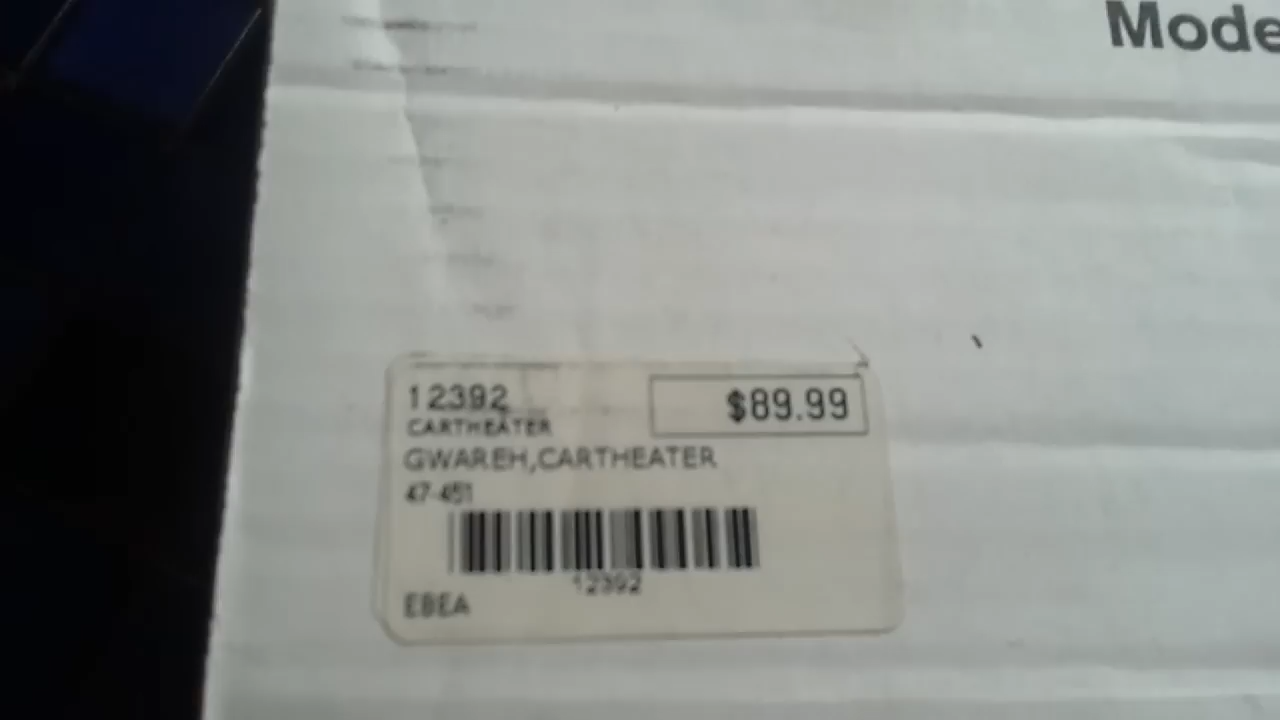 Mode
12392
$89.99
CARTHEATER
GWAREH,CARTHEATER
47-451
12392
EBEA